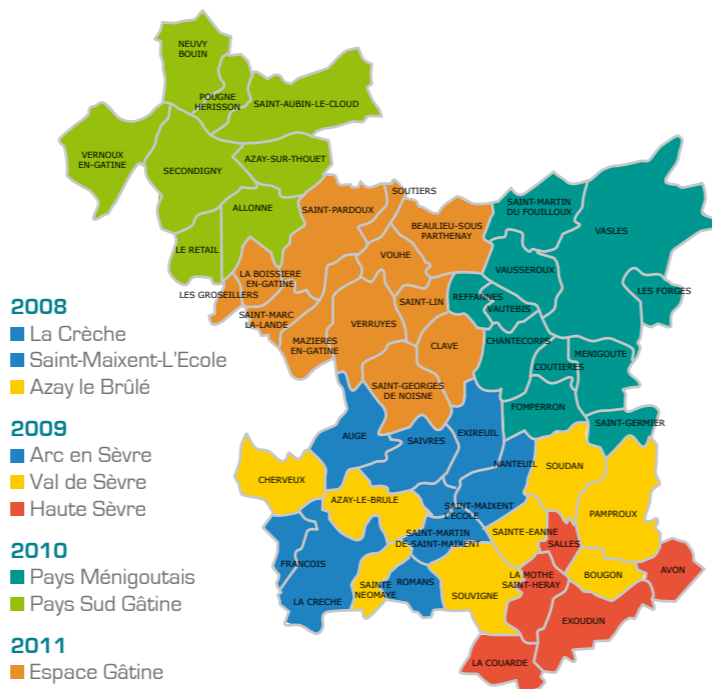 NEUVY
BOUIN
POUGNE
HERISSON
SAINT-AUBIN-LE-CLOUD
VERNOUX
EN-GATINE
SECONDIGNY
AZAY-SUR-THOUET
ALLONNE
LE RETAIL
SOUTIERS
SAINT-PARDOUX
BEAULIEU-SOUS
PARTHENAY
VOUHE
LA BOISSIERE
EN-GATINE
LES GROSEILLERS
SAINT-MARC
LA-LANDE
MAZIERES
EN-GATINE
VERRUYES
SAINT-LIN
CLAVE
SAINT-GEORGES
DE NOISNE
SAINT-MARTIN
DU FOUILLOUX
VASLES
VAUSSEROUX
LES FORGES
REFFANNES
VAUTEBIS
CHANTECORPS
COUTIERES
MENIGOUTE
FOMPERRON
SAINT-GERMIER
AUGE
SAIVRES
EXIREUIL
NANTEUIL
SOUDAN
CHERVEUX
AZAY-LE-BRULE
SAINT-MAIXENT
L'ECOLE
PAMPROUX
SAINT-MARTIN
DE-SAINT-MAIXENT
SAINTE-EANNE
SALLES
FRANCOIS
LA CRECHE
SAINTE
NEOMAYE
ROMANS
SOUVIGNE
LA MOTHE
SAINT-HERAY
BOUGON
AVON
EXOUDUN
LA COUARDE
2008
La Crèche
Saint-Maixent-L'Ecole
Azay le Brûlé
2009
Arc en Sèvre
Val de Sèvre
Haute Sèvre
2010
Pays Ménigoutais
Pays Sud Gâtine
2011
Espace Gâtine